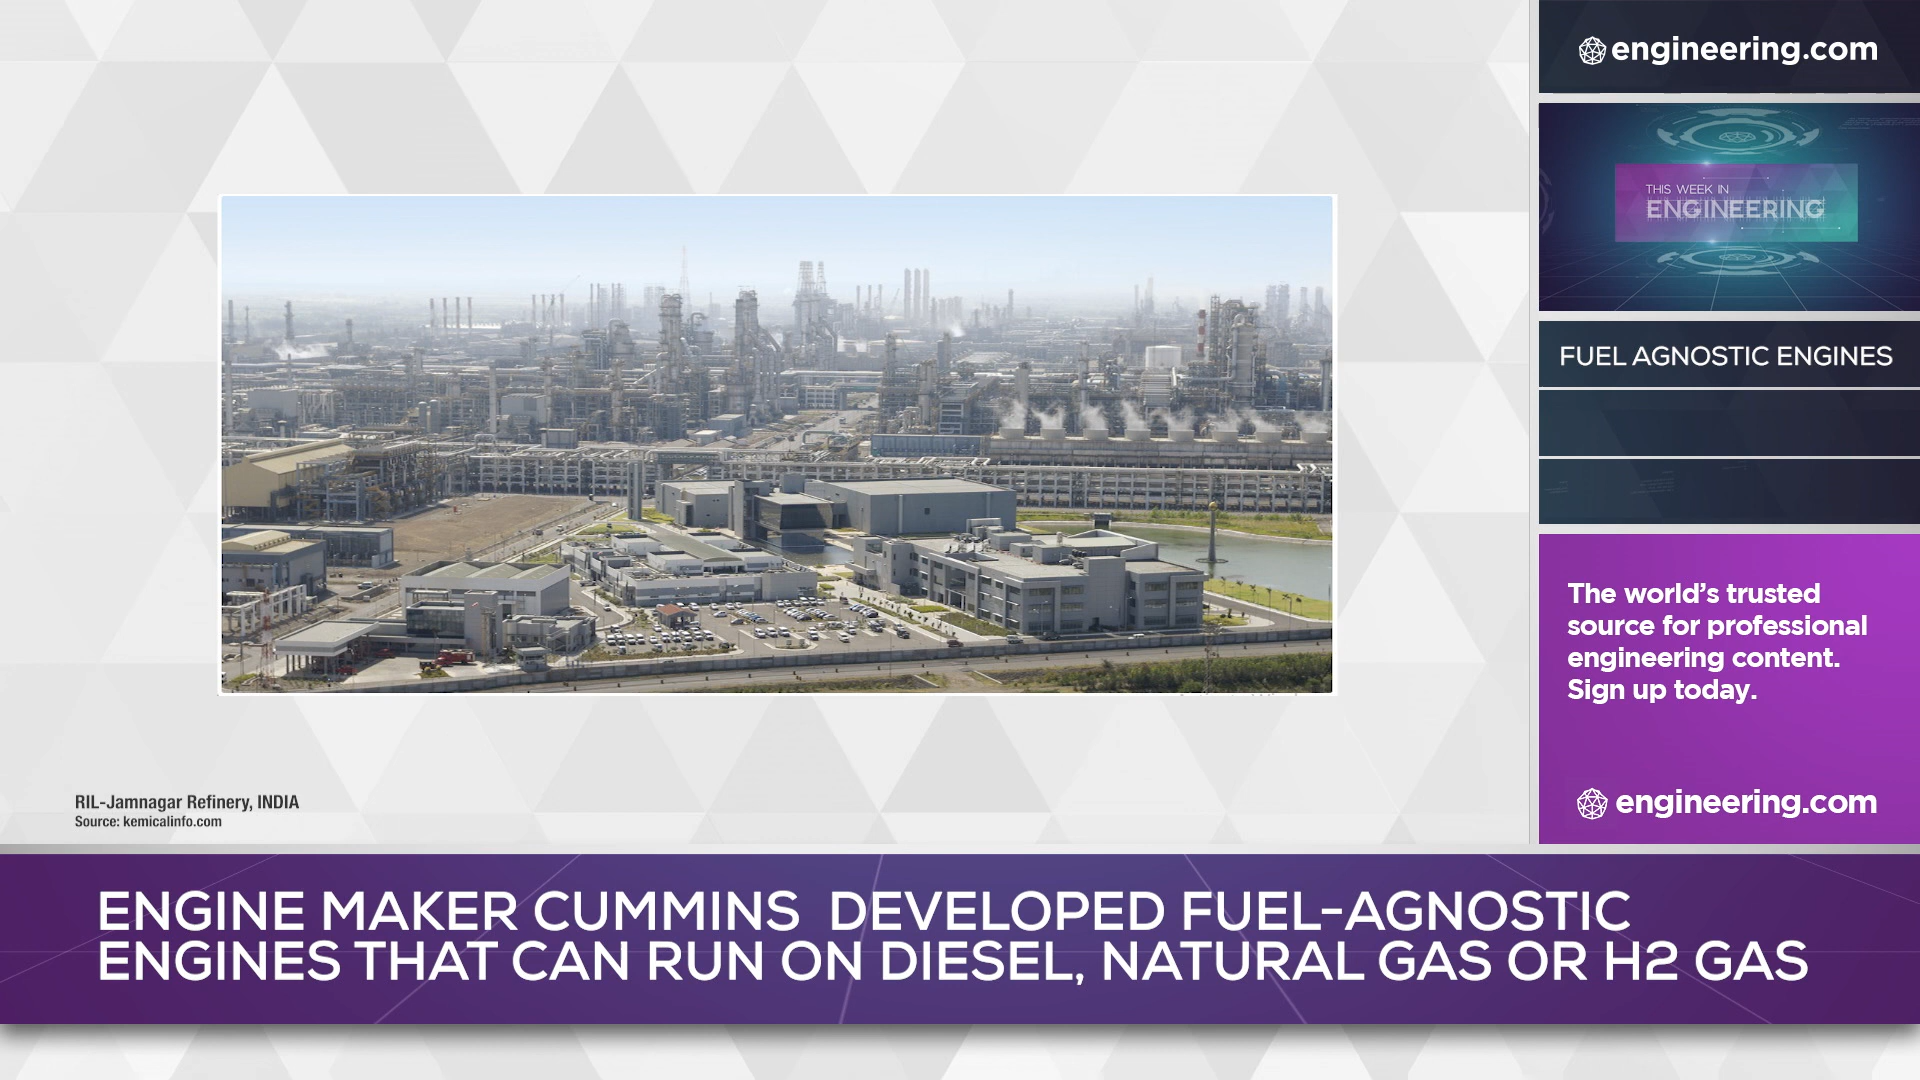 engineering.com
THIS WEEK IN
ENGINEERING
FUEL AGNOSTIC ENGINES
The world's trusted
source for professional
engineering content.
Sign up today.
engineering.com
RIL-Jamnagar Refinery, INDIA
Source: kemicalinfo.com
ENGINE MAKER CUMMINS DEVELOPED FUEL-AGNOSTIC
ENGINES THAT CAN RUN ON DIESEL, NATURAL GAS OR H2 GAS